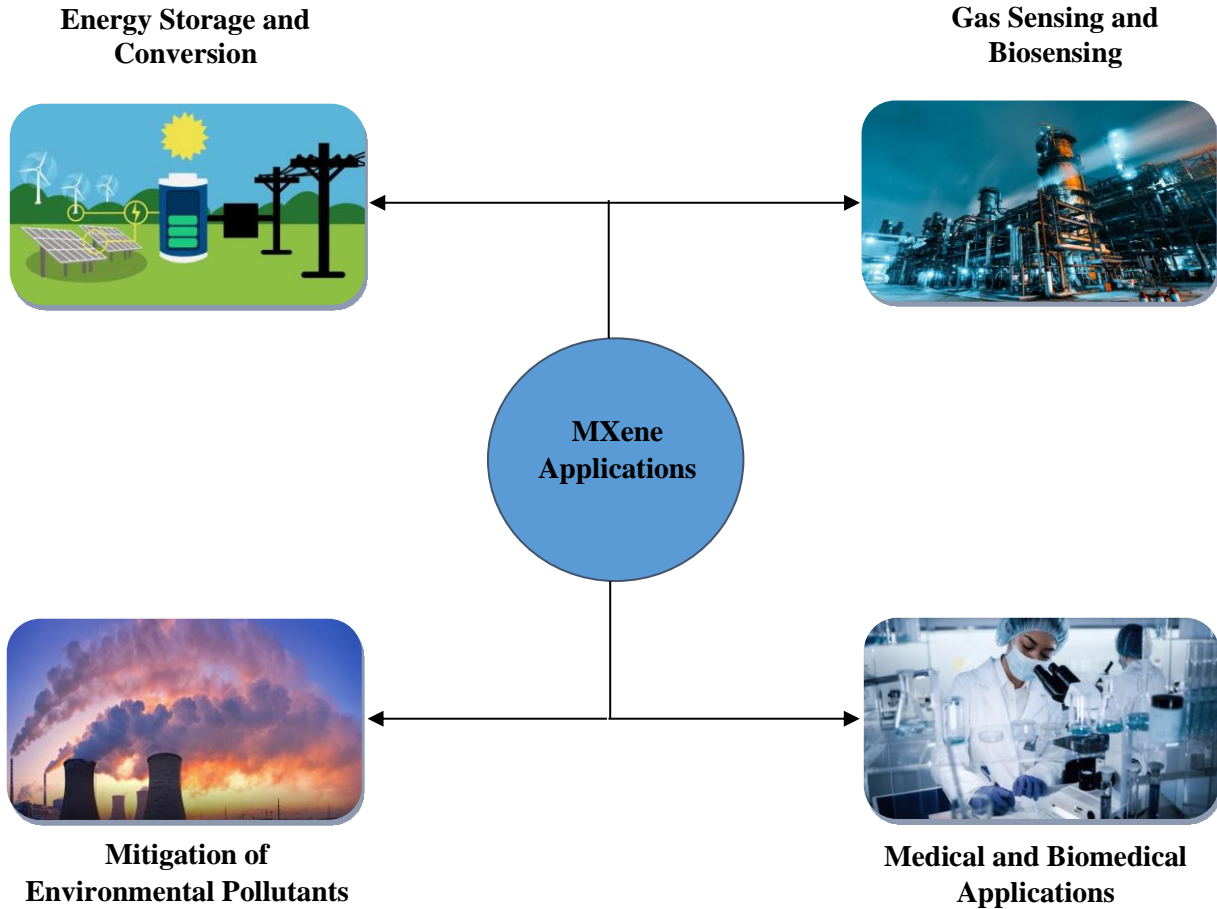 Energy Storage and
Conversion
Gas Sensing and
Biosensing
MXene
Applications
Mitigation of
Environmental Pollutants
Medical and Biomedical
Applications